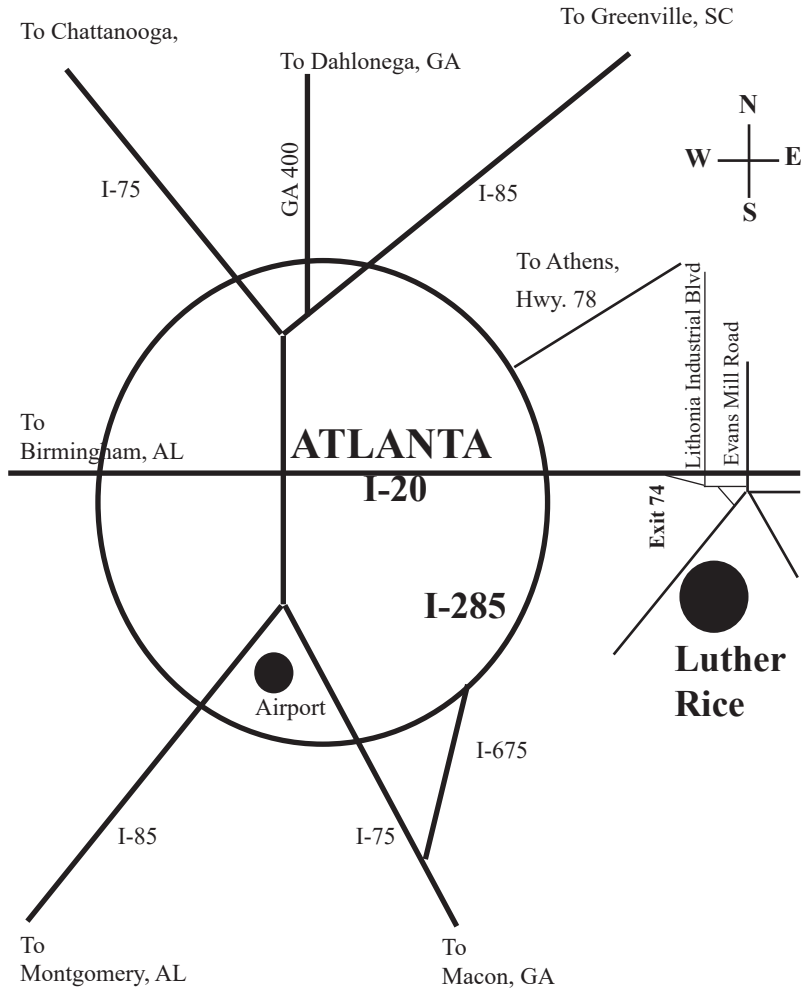 To Greenville, SC
To Chattanooga,
To Dahlonega, GA
N
W
E
S
GA 400
I-75
I-85
To Athens,
Hwy. 78
Lithonia Industrial Blvd
Evans Mill Road
To
Birmingham, AL
ATLANTA
I-20
Exit 74
I-285
Luther
Rice
Airport
I-675
I-85
I-75
To
Montgomery, AL
To
Macon, GA